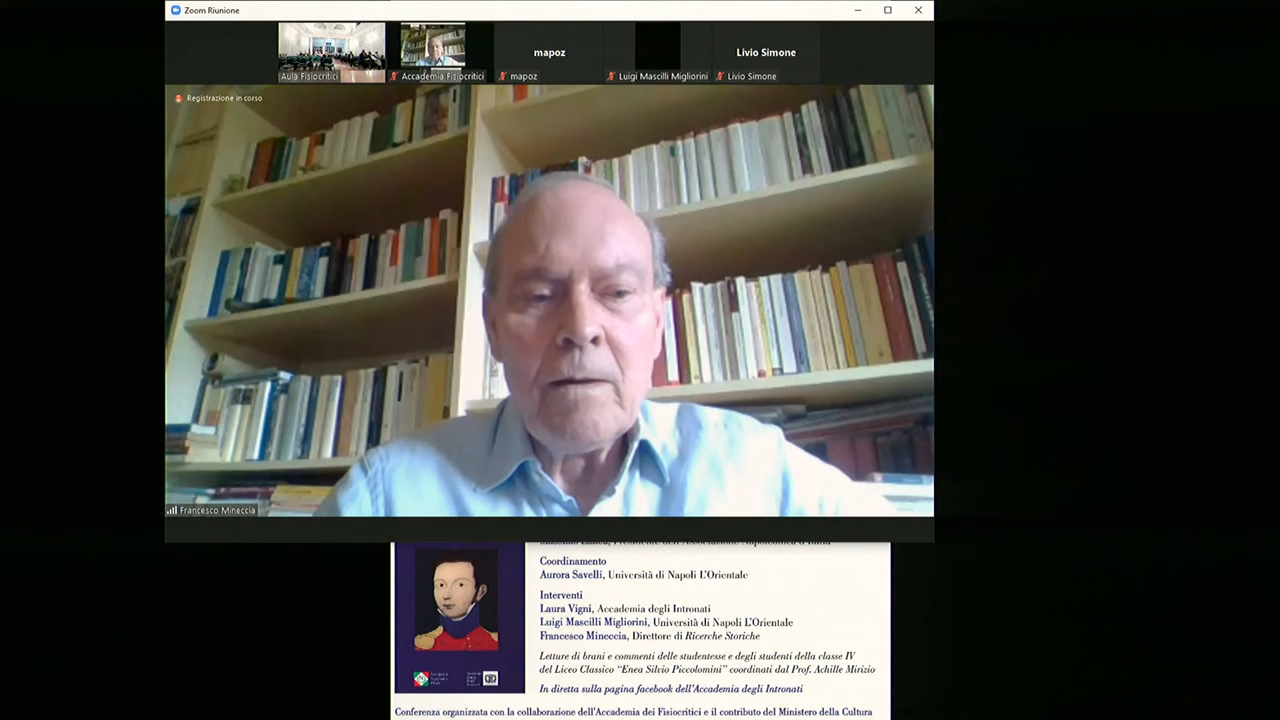 Zoom Riunione
mapoz
Livio Simone
Aula Fisiocritici
Accademia Fisiocritici
mapoz
Luigi Mascilli Migliorini
Livio Simone
Registrazione in corso
Francesco Mineccia
Coordinamento
Aurora Savelli, Università di Napoli L'Orientale
Interventi
Laura Vigni, Accademia degli Intronati
Luigi Mascilli Migliorini, Università di Napoli L'Orientale
Francesco Mineccia, Direttore di Ricerche Storiche
Letture di brani e commenti delle studentesse e degli studenti della classe IV
del Liceo Classico “Enea Silvio Piccolomini” coordinati dal Prof. Achille Mirizio
In diretta sulla pagina facebook dell'Accademia degli Intronati
Conferenza organizzata con la collaborazione dell'Accademia dei Fisiocritici e il contributo del Ministero della Cultura